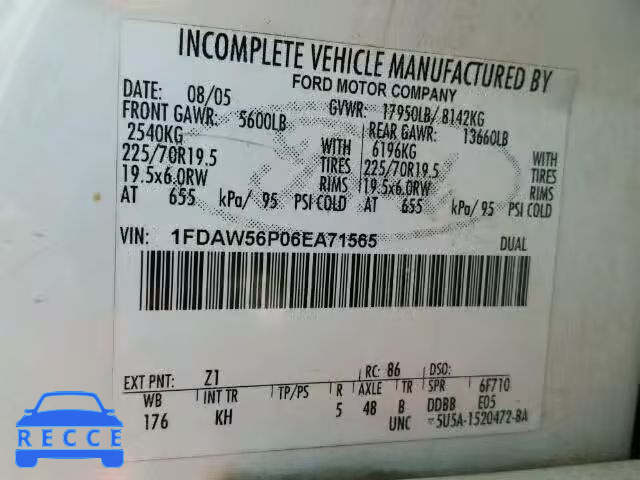 INCOMPLETE VEHICLE MANUFACTURED BY
FORD MOTOR COMPANY
DATE: 08/05 GVWR: 17950LB/ 8142KG
FRONT GAWR: 5600LB REAR GAWR: 13660LB
2540KG WITH 6196KG WITH
225/70R19.5 TIRES 225/70R19.5 TIRES
19.5x6.0RW RIMS 19.5x6.0RW RIMS
AT 655 kPa/ 95 PSI COLD AT 655 kPa/ 95 PSI COLD
VIN: 1FDAW56P06EA71565 DUAL
EXT PNT: Z1 RC: 86 DSO:
WB INT TR TP/PS R AXLE TR SPR 6F710
176 KH 5 48 B DDBB E05
UNC 5U5A-1520472-BA
RECCE